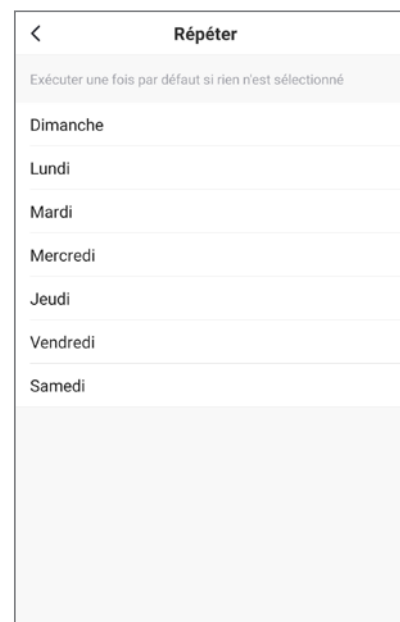 Répéter
Exécuter une fois par défaut si rien n'est sélectionné
Dimanche
Lundi
Mardi
Mercredi
Jeudi
Vendredi
Samedi